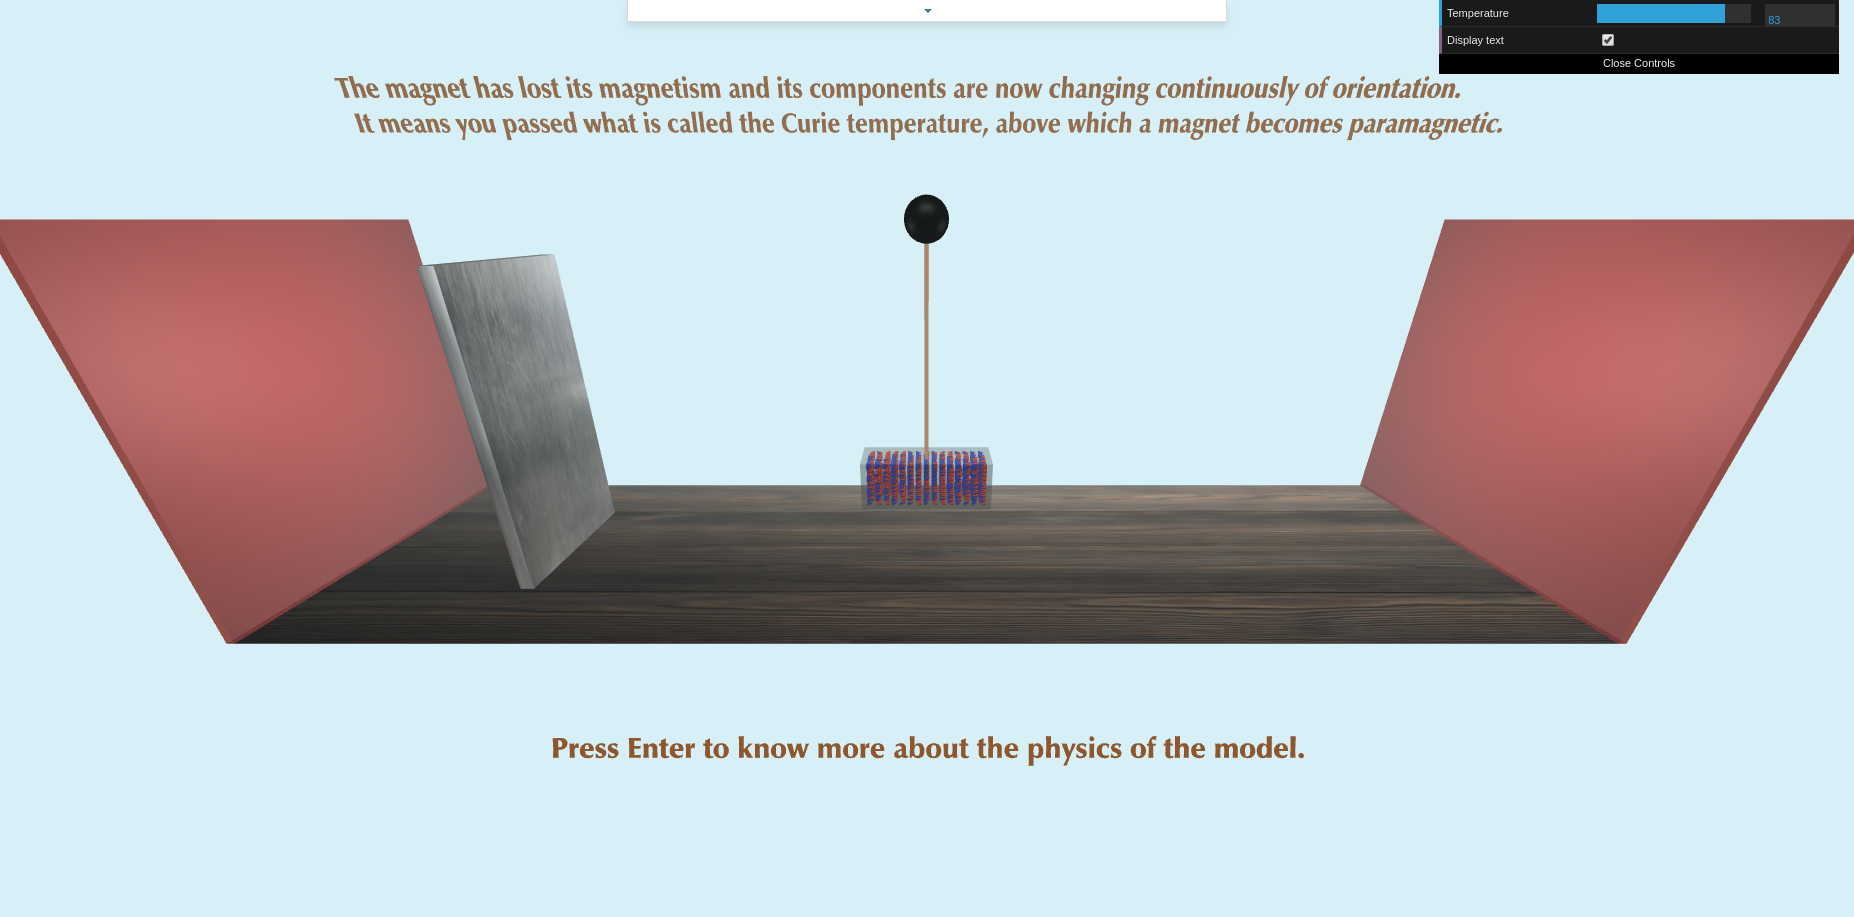 Temperature 83
Display text
Close Controls
The magnet has lost its magnetism and its components are now changing continuously of orientation.
It means you passed what is called the Curie temperature, above which a magnet becomes paramagnetic.
Press Enter to know more about the physics of the model.